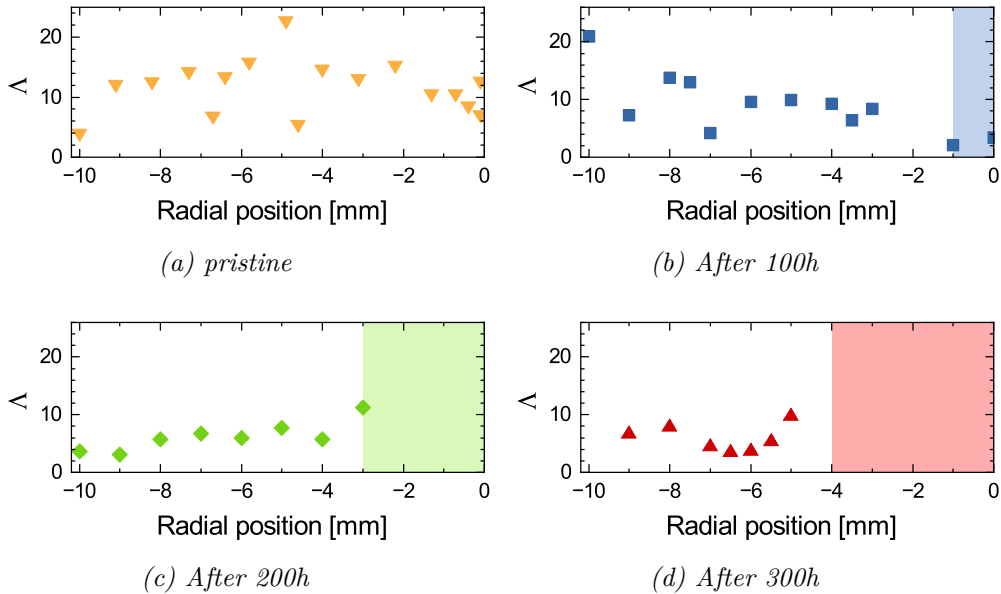 20
10
0
Λ
−10 −8 −6 −4 −2 0
Radial position [mm]
(a) pristine
20
10
0
Λ
−10 −8 −6 −4 −2 0
Radial position [mm]
(b) After 100h
20
10
0
Λ
−10 −8 −6 −4 −2 0
Radial position [mm]
(c) After 200h
20
10
0
Λ
−10 −8 −6 −4 −2 0
Radial position [mm]
(d) After 300h